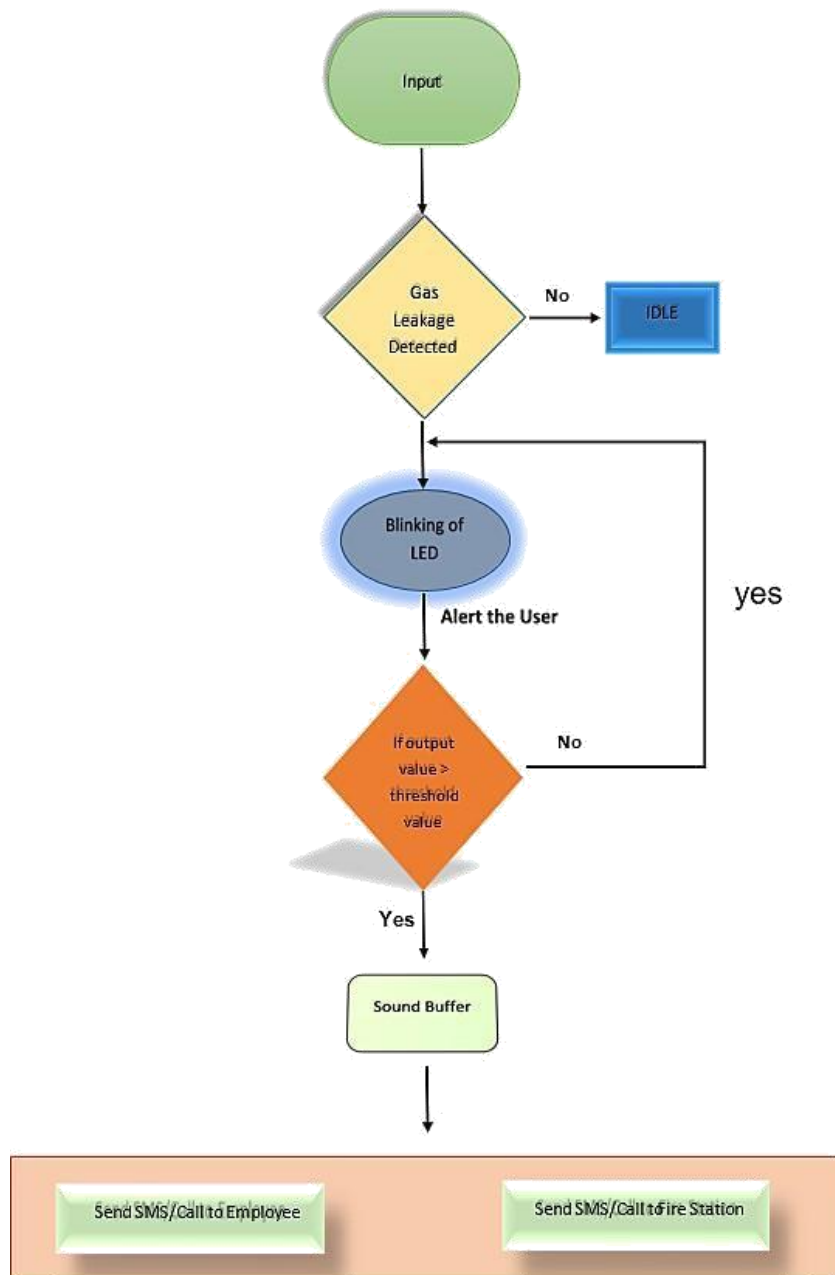 Input
Gas
Leakage
Detected
No
IDLE
Blinking of
LED
yes
Alert the User
If output
value >
threshold
value
No
Yes
Sound Buffer
Send SMS/Call to Employee
Send SMS/Call to Fire Station